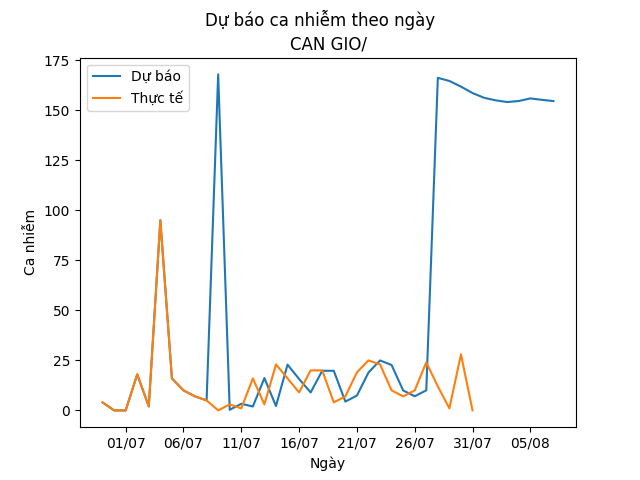 Dự báo ca nhiễm theo ngày
CAN GIO/
Dự báo
Thực tế
Ca nhiễm
175
150
125
100
75
50
25
0
01/07 06/07 11/07 16/07 21/07 26/07 31/07 05/08
Ngày